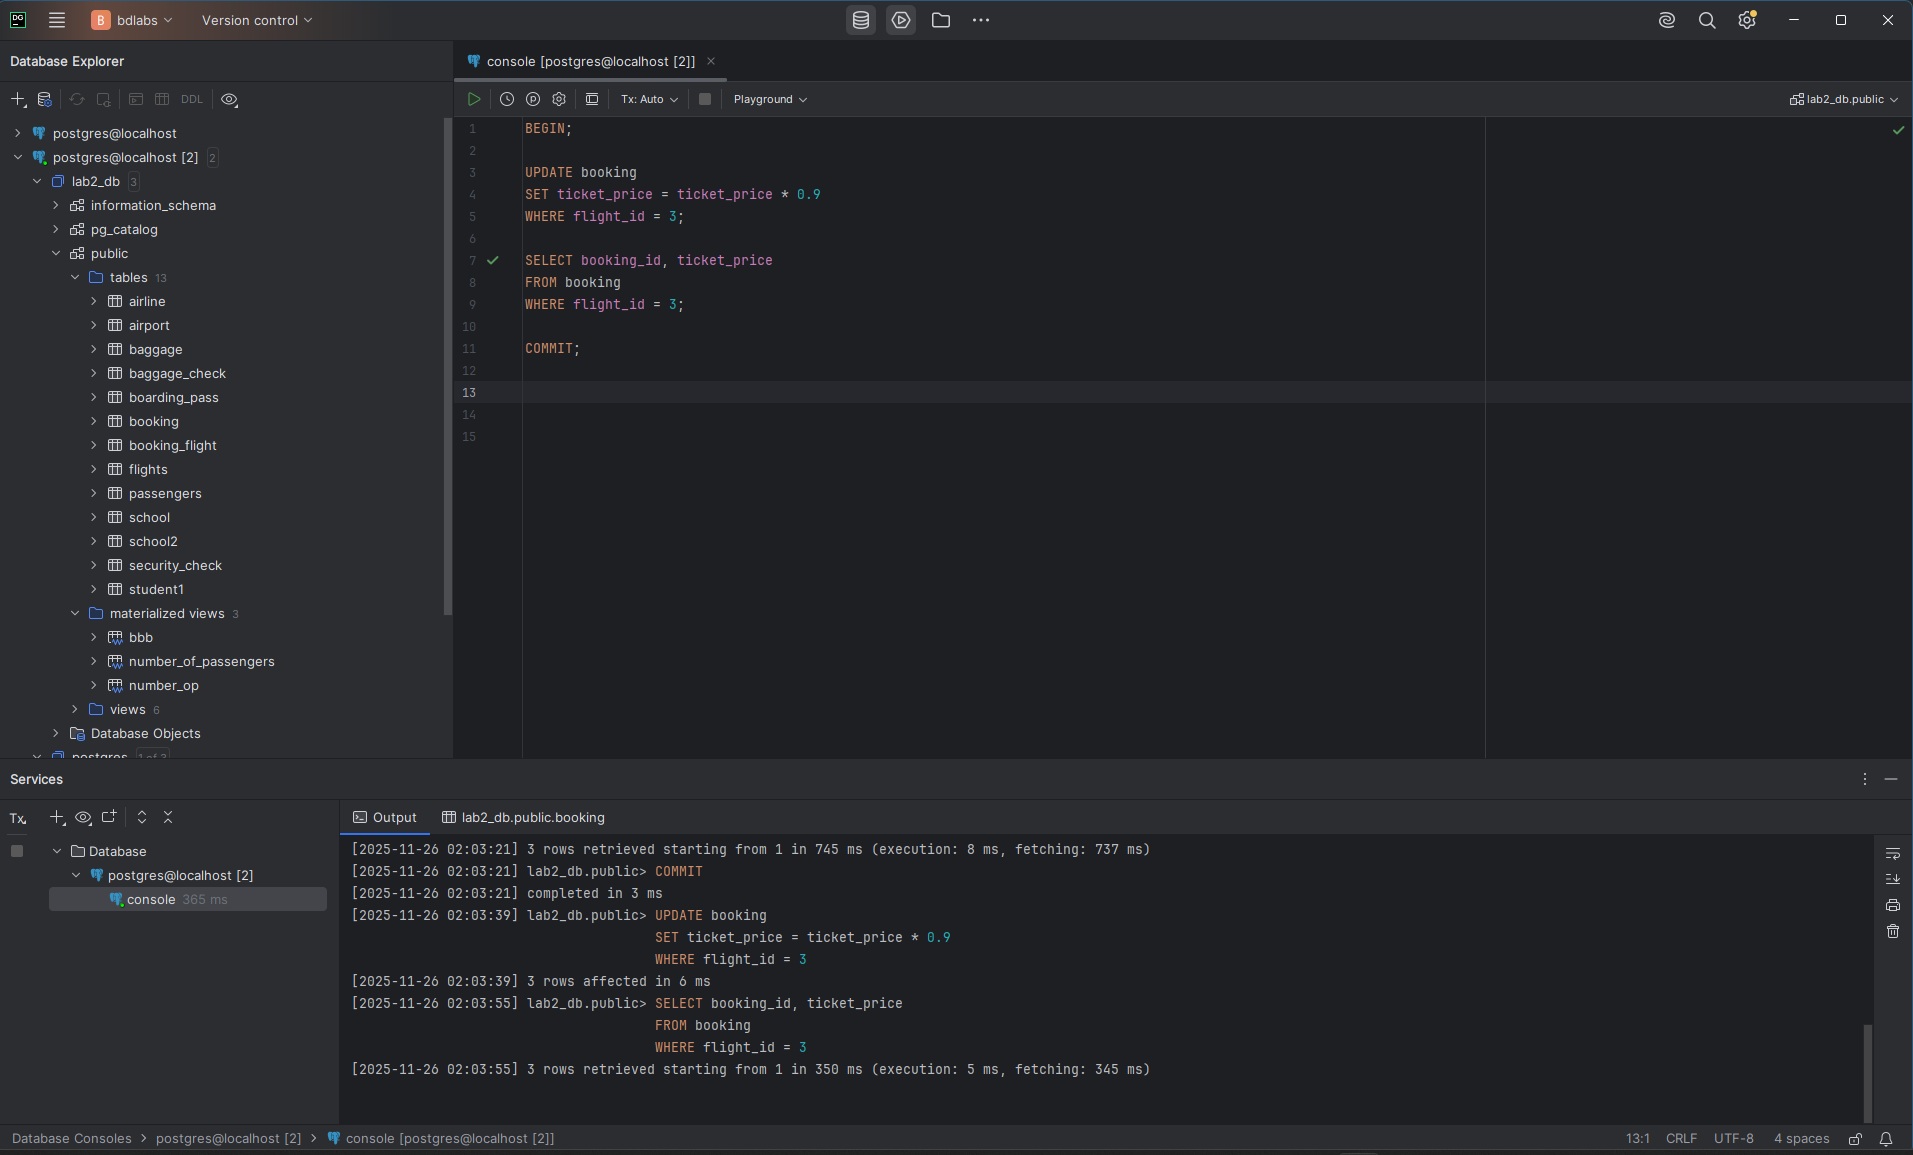 B bdlabs
Version control
Database Explorer
console [postgres@localhost [2]]
DDL
Tx: Auto
Playground
lab2_db.public
postgres@localhost
postgres@localhost [2] 2
lab2_db 3
information_schema
pg_catalog
public
tables 13
airline
airport
baggage
baggage_check
boarding_pass
booking
booking_flight
flights
passengers
school
school2
security_check
student1
materialized views 3
bbb
number_of_passengers
number_op
views 6
Database Objects
postgres 1 of 3
1 BEGIN;
2
3 UPDATE booking
4 SET ticket_price = ticket_price * 0.9
5 WHERE flight_id = 3;
6
7 SELECT booking_id, ticket_price
8 FROM booking
9 WHERE flight_id = 3;
10
11 COMMIT;
12
13
14
15
Services
Tx
Database
postgres@localhost [2]
console 365 ms
Output
lab2_db.public.booking
[2025-11-26 02:03:21] 3 rows retrieved starting from 1 in 745 ms (execution: 8 ms, fetching: 737 ms)
[2025-11-26 02:03:21] lab2_db.public> COMMIT
[2025-11-26 02:03:21] completed in 3 ms
[2025-11-26 02:03:39] lab2_db.public> UPDATE booking
SET ticket_price = ticket_price * 0.9
WHERE flight_id = 3
[2025-11-26 02:03:39] 3 rows affected in 6 ms
[2025-11-26 02:03:55] lab2_db.public> SELECT booking_id, ticket_price
FROM booking
WHERE flight_id = 3
[2025-11-26 02:03:55] 3 rows retrieved starting from 1 in 350 ms (execution: 5 ms, fetching: 345 ms)
Database Consoles > postgres@localhost [2] > console [postgres@localhost [2]]
13:1 CRLF UTF-8 4 spaces